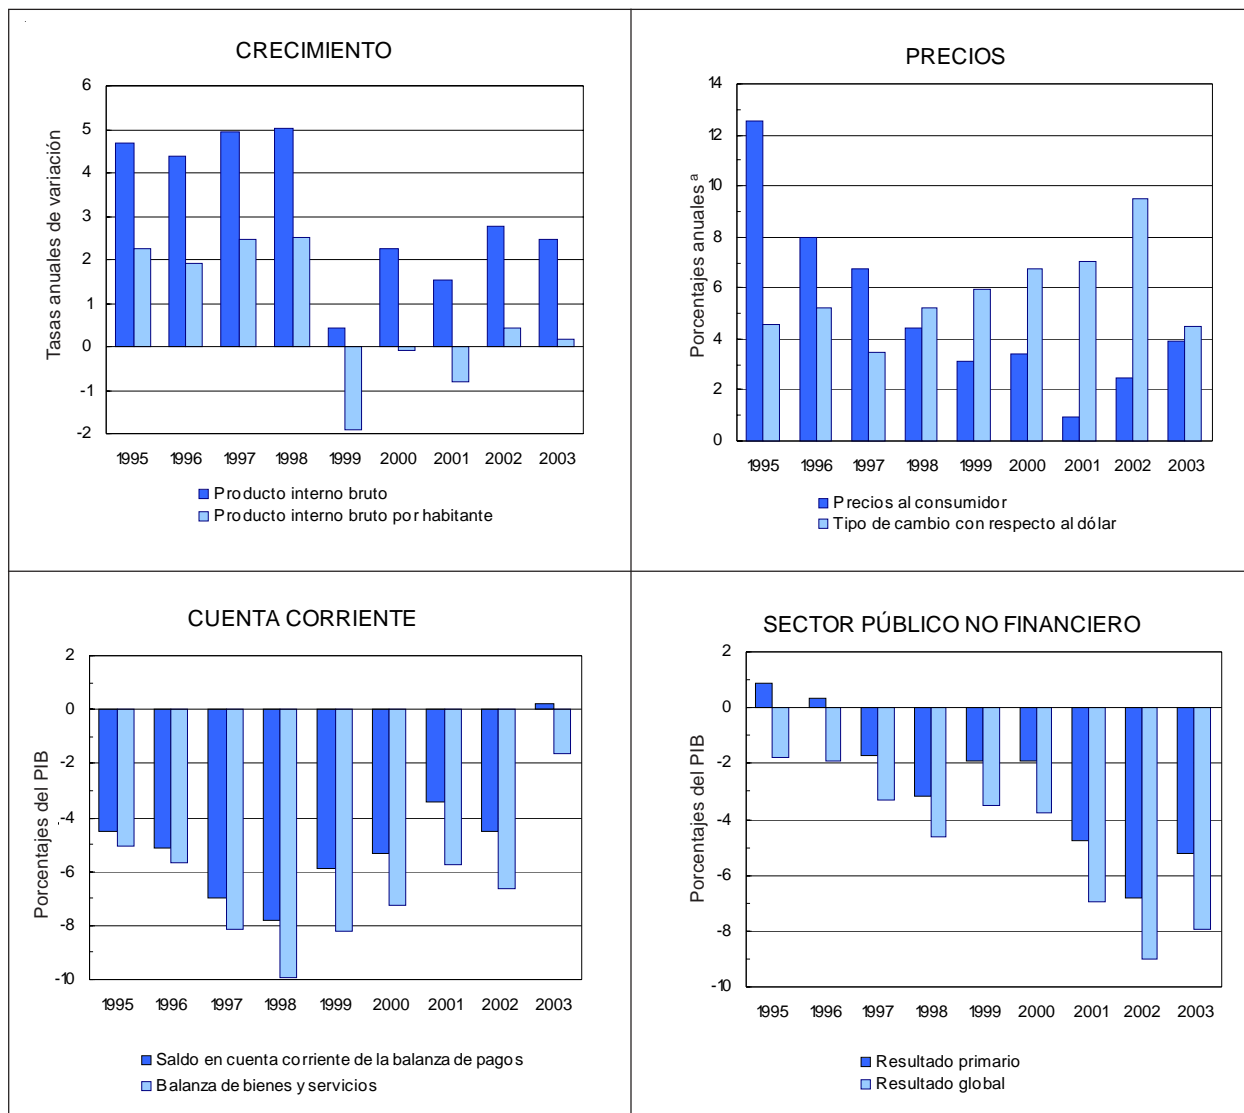 CRECIMIENTO
6
5
4
3
2
1
0
-1
-2
Tasas anuales de variación
1995 1996 1997 1998 1999 2000 2001 2002 2003
Producto interno bruto
Producto interno bruto por habitante
PRECIOS
14
12
10
8
6
4
2
0
Porcentajes anuales a
1995 1996 1997 1998 1999 2000 2001 2002 2003
Precios al consumidor
Tipo de cambio con respecto al dólar
CUENTA CORRIENTE
2
0
-2
-4
-6
-8
-10
Porcentajes del PIB
1995 1996 1997 1998 1999 2000 2001 2002 2003
Saldo en cuenta corriente de la balanza de pagos
Balanza de bienes y servicios
SECTOR PÚBLICO NO FINANCIERO
2
0
-2
-4
-6
-8
-10
Porcentajes del PIB
1995 1996 1997 1998 1999 2000 2001 2002 2003
Resultado primario
Resultado global